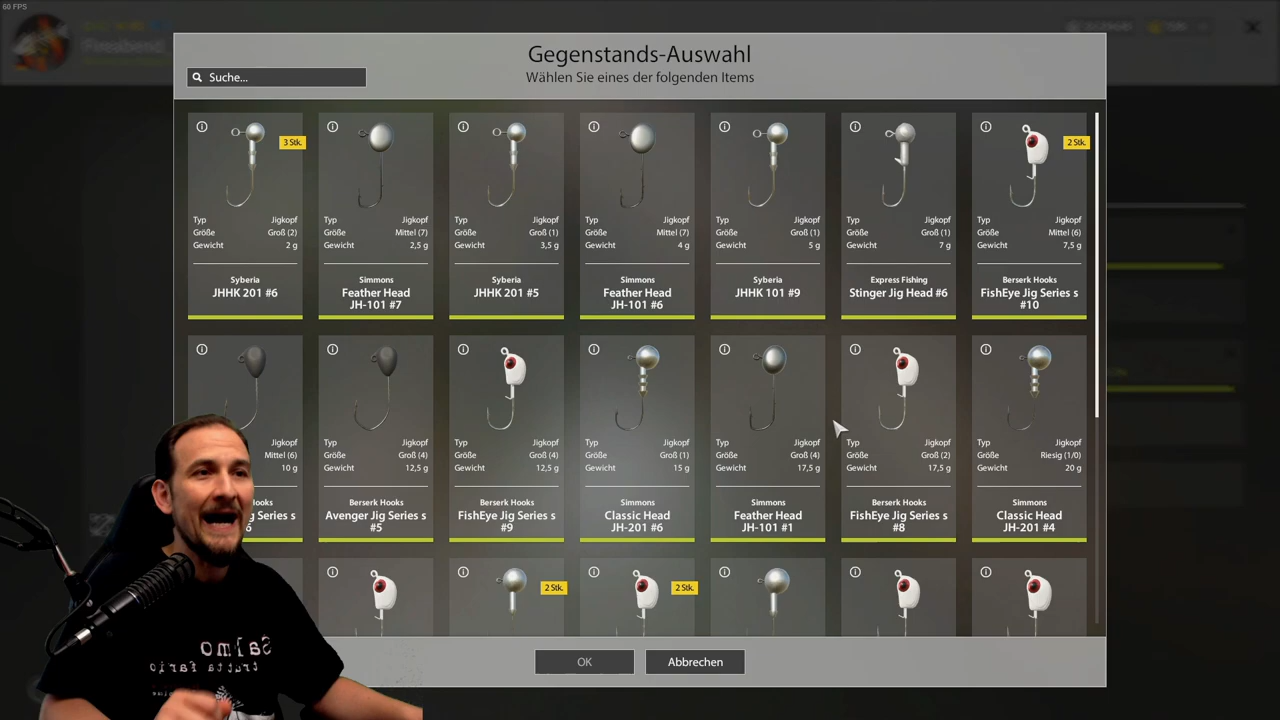 60 FPS
Gegenstands-Auswahl
Suche...
Wählen Sie eines der folgenden Items
3 Stk.
Typ Jigkopf
Größe Groß (2)
Gewicht 2 g
Syberia
JHHK 201 #6
Typ Jigkopf
Größe Mittel (7)
Gewicht 2,5 g
Simmons
Feather Head
JH-101 #7
Typ Jigkopf
Größe Groß (1)
Gewicht 3,5 g
Syberia
JHHK 201 #5
Typ Jigkopf
Größe Mittel (7)
Gewicht 4 g
Simmons
Feather Head
JH-101 #6
Typ Jigkopf
Größe Groß (1)
Gewicht 5 g
Syberia
JHHK 101 #9
Typ Jigkopf
Größe Groß (1)
Gewicht 7 g
Express Fishing
Stinger Jig Head #6
2 Stk.
Typ Jigkopf
Größe Mittel (6)
Gewicht 7,5 g
Berserk Hooks
FishEye Jig Series s
#10
Jigkopf
Mittel (6)
10 g
Hooks
Series s
Typ Jigkopf
Größe Groß (4)
Gewicht 12,5 g
Berserk Hooks
Avenger Jig Series s
#5
Typ Jigkopf
Größe Groß (4)
Gewicht 12,5 g
Berserk Hooks
FishEye Jig Series s
#9
Typ Jigkopf
Größe Groß (1)
Gewicht 15 g
Simmons
Classic Head
JH-201 #6
Typ Jigkopf
Größe Groß (4)
Gewicht 17,5 g
Simmons
Feather Head
JH-101 #1
Typ Jigkopf
Größe Groß (2)
Gewicht 17,5 g
Berserk Hooks
FishEye Jig Series s
#8
Typ Jigkopf
Größe Riesig (1/0)
Gewicht 20 g
Simmons
Classic Head
JH-201 #4
2 Stk.
2 Stk.
OK
Abbrechen
Salmo
trutta fario